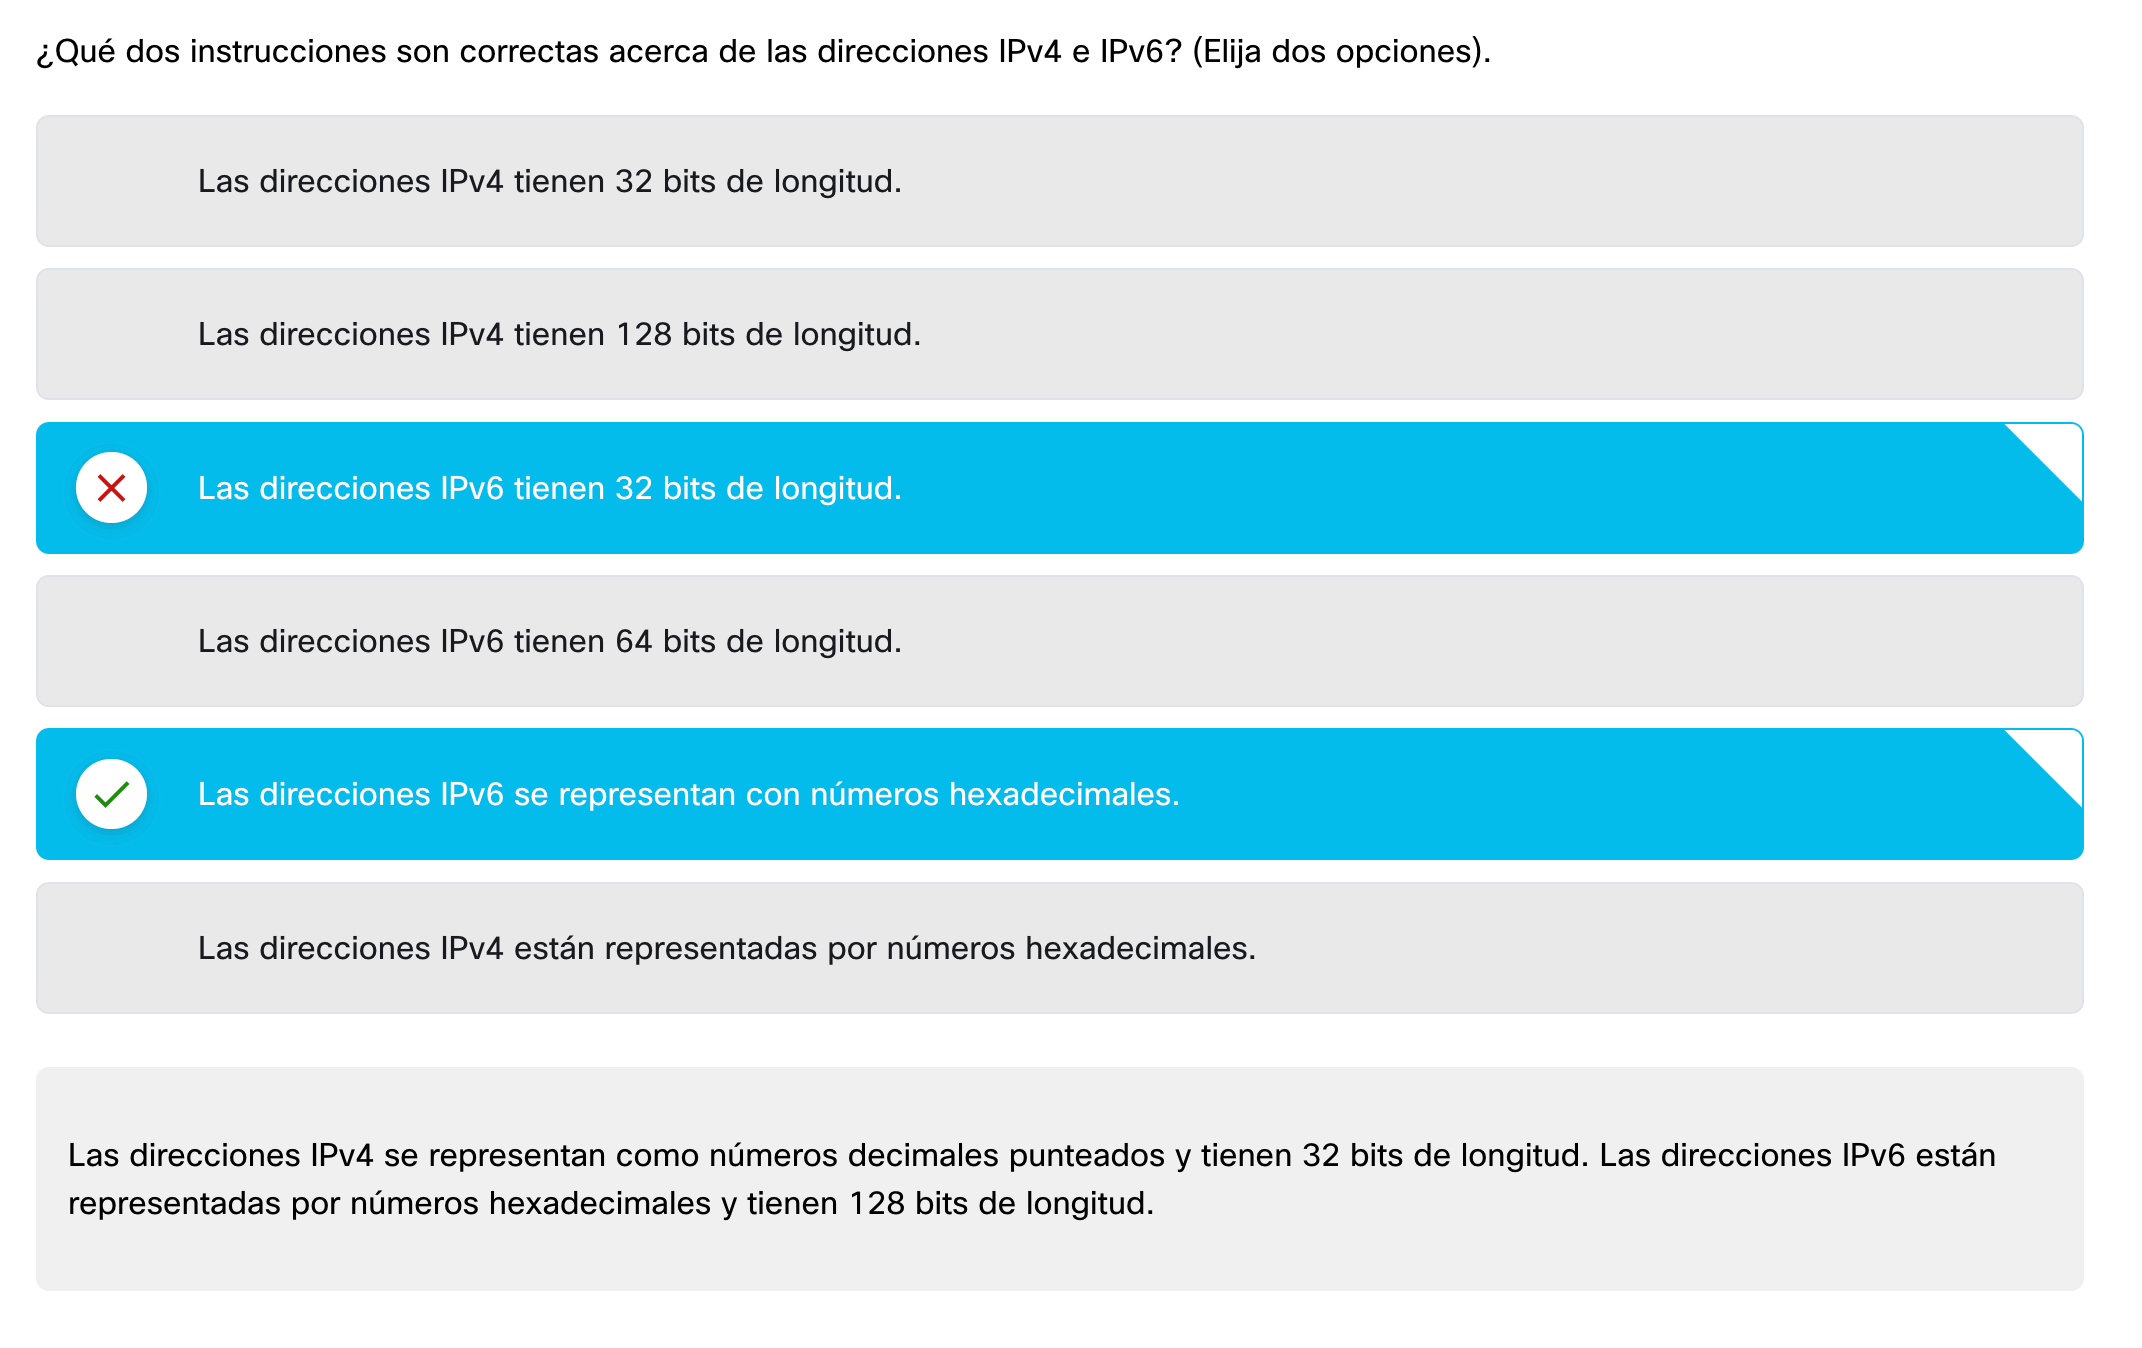 ¿Qué dos instrucciones son correctas acerca de las direcciones IPv4 e IPv6? (Elija dos opciones).
Las direcciones IPv4 tienen 32 bits de longitud.
Las direcciones IPv4 tienen 128 bits de longitud.
Las direcciones IPv6 tienen 32 bits de longitud.
Las direcciones IPv6 tienen 64 bits de longitud.
Las direcciones IPv6 se representan con números hexadecimales.
Las direcciones IPv4 están representadas por números hexadecimales.
Las direcciones IPv4 se representan como números decimales punteados y tienen 32 bits de longitud. Las direcciones IPv6 están
representadas por números hexadecimales y tienen 128 bits de longitud.